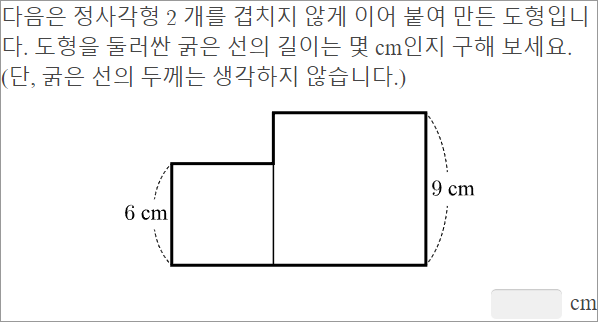 다음은 정사각형 2 개를 겹치지 않게 이어 붙여 만든 도형입니
다. 도형을 둘러싼 굵은 선의 길이는 몇 cm인지 구해 보세요.
(단, 굵은 선의 두께는 생각하지 않습니다.)
9 cm
6 cm
cm